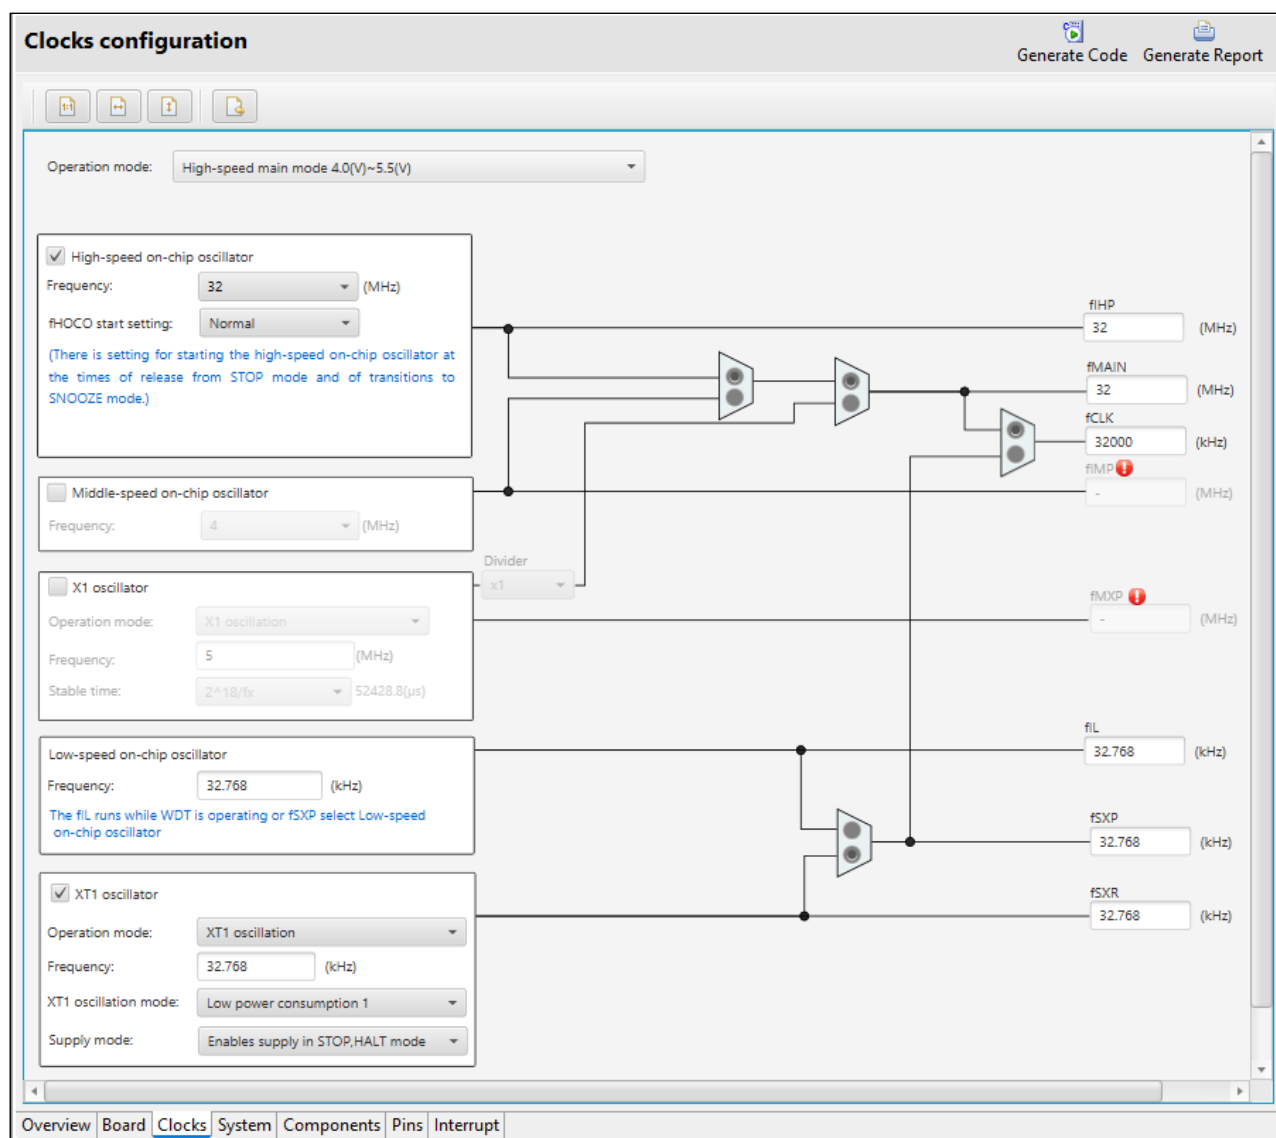 Clocks configuration
Generate Code
Generate Report
1:1
Operation mode:
High-speed main mode 4.0(V)~5.5(V)
High-speed on-chip oscillator
Frequency:
32
(MHz)
fHOCO start setting:
Normal
(There is setting for starting the high-speed on-chip oscillator at
the times of release from STOP mode and of transitions to
SNOOZE mode.)
fIHP
32
(MHz)
fMAIN
32
(MHz)
fCLK
32000
(kHz)
fIMP
-
(MHz)
Middle-speed on-chip oscillator
Frequency:
4
(MHz)
Divider
x1
X1 oscillator
Operation mode:
X1 oscillation
Frequency:
5
(MHz)
Stable time:
2^18/fx
52428.8(μs)
fMXP
-
(MHz)
Low-speed on-chip oscillator
Frequency:
32.768
(kHz)
The fIL runs while WDT is operating or fSXP select Low-speed
on-chip oscillator
fIL
32.768
(kHz)
fSXP
32.768
(kHz)
fSXR
32.768
(kHz)
XT1 oscillator
Operation mode:
XT1 oscillation
Frequency:
32.768
(kHz)
XT1 oscillation mode:
Low power consumption 1
Supply mode:
Enables supply in STOP,HALT mode
Overview
Board
Clocks
System
Components
Pins
Interrupt